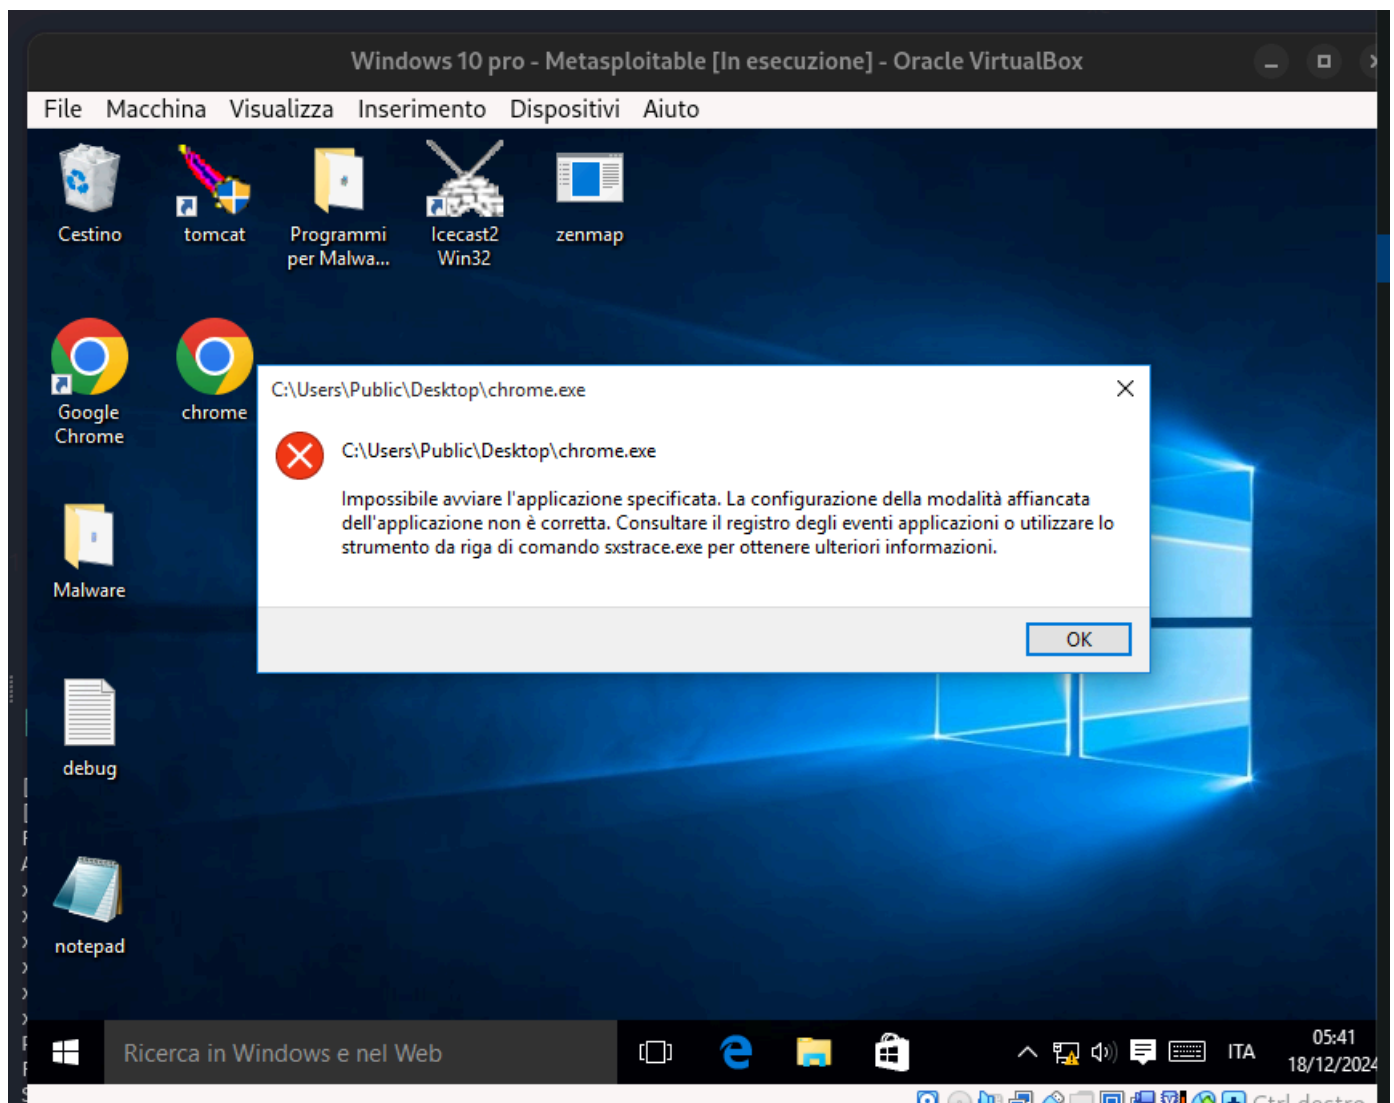 Windows 10 pro - Metasploitable [In esecuzione] - Oracle VirtualBox
File Macchina Visualizza Inserimento Dispositivi Aiuto
Cestino
tomcat
Programmi
per Malwa...
Icecast2
Win32
zenmap
Google
Chrome
chrome
C:\Users\Public\Desktop\chrome.exe
C:\Users\Public\Desktop\chrome.exe
Impossibile avviare l'applicazione specificata. La configurazione della modalità affiancata
dell'applicazione non è corretta. Consultare il registro degli eventi applicazioni o utilizzare lo
strumento da riga di comando sxstrace.exe per ottenere ulteriori informazioni.
OK
Malware
debug
notepad
Ricerca in Windows e nel Web
ITA
05:41
18/12/2024
Ctrl destro